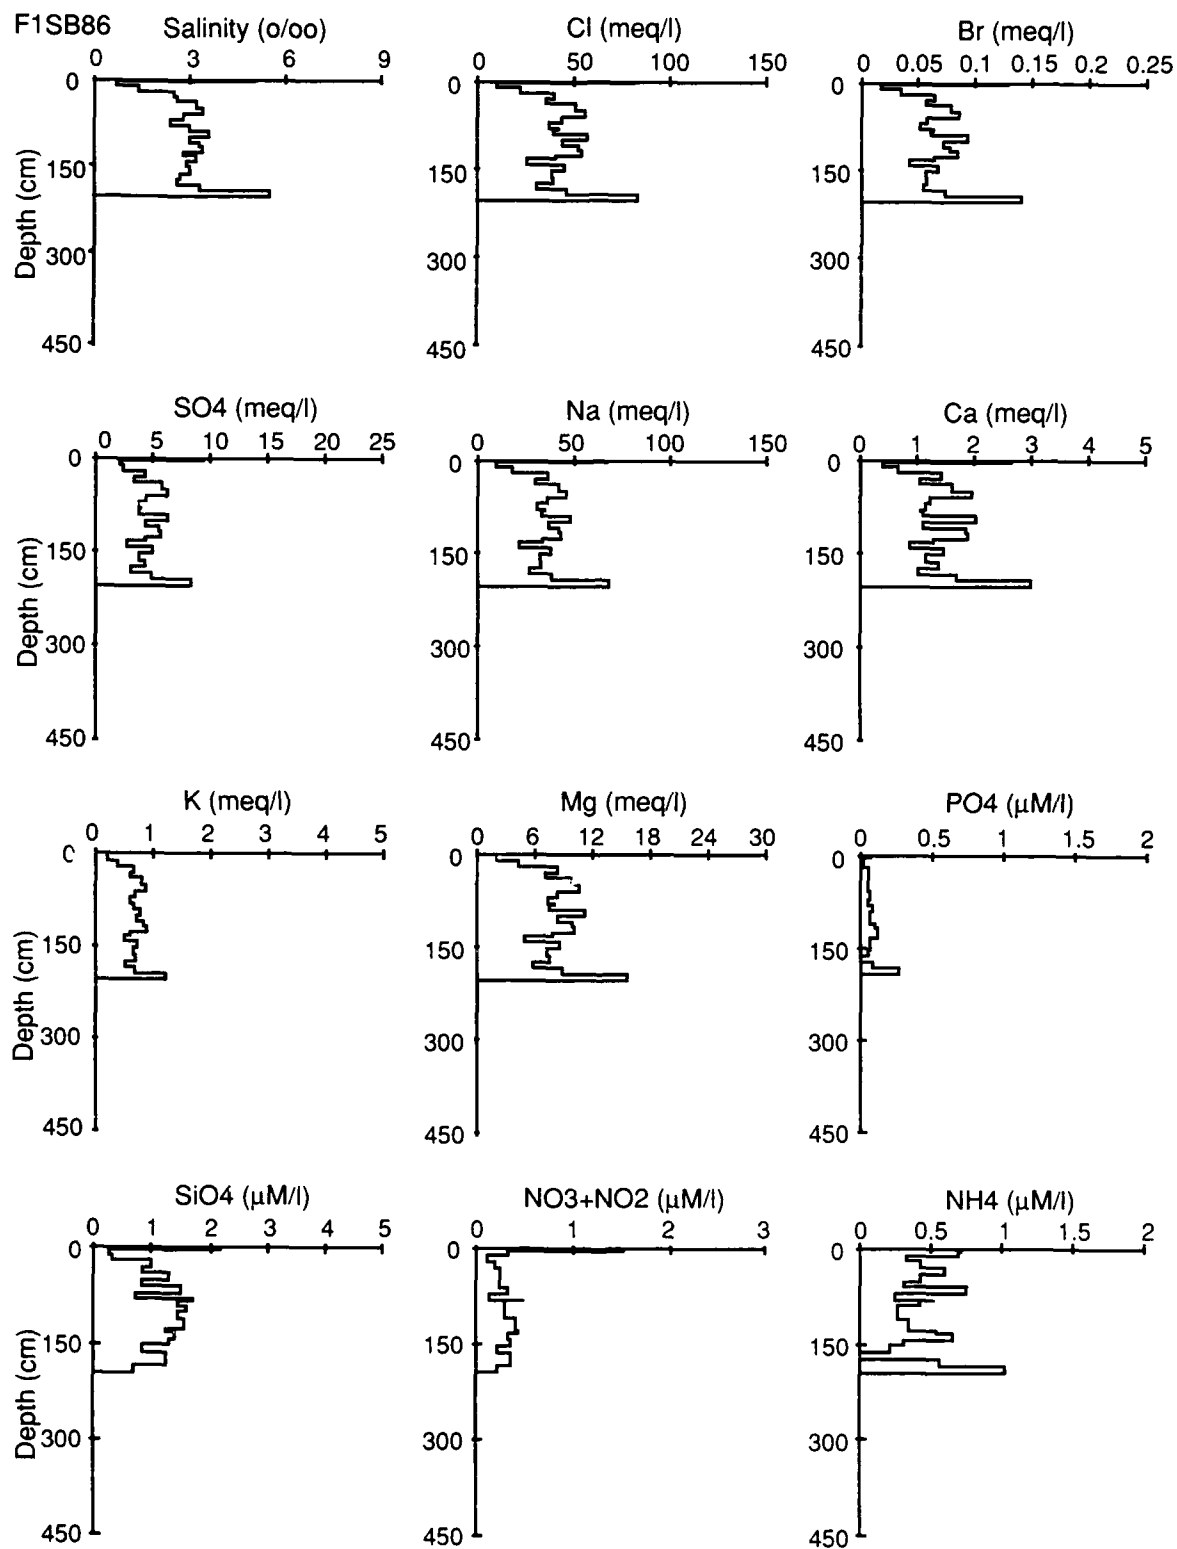 F1SB86
Salinity (o/oo)
0 3 6 9
0
150
300
450
Depth (cm)
Cl (meq/l)
0 50 100 150
0
150
300
450
Br (meq/l)
0 0.05 0.1 0.15 0.2 0.25
0
150
300
450
SO4 (meq/l)
0 5 10 15 20 25
0
150
300
450
Depth (cm)
Na (meq/l)
0 50 100 150
0
150
300
450
Ca (meq/l)
0 1 2 3 4 5
0
150
300
450
K (meq/l)
0 1 2 3 4 5
0
150
300
450
Depth (cm)
Mg (meq/l)
0 6 12 18 24 30
0
150
300
450
PO4 (µM/l)
0 0.5 1 1.5 2
0
150
300
450
SiO4 (µM/l)
0 1 2 3 4 5
0
150
300
450
Depth (cm)
NO3+NO2 (µM/l)
0 1 2 3
0
150
300
450
NH4 (µM/l)
0 0.5 1 1.5 2
0
150
300
450